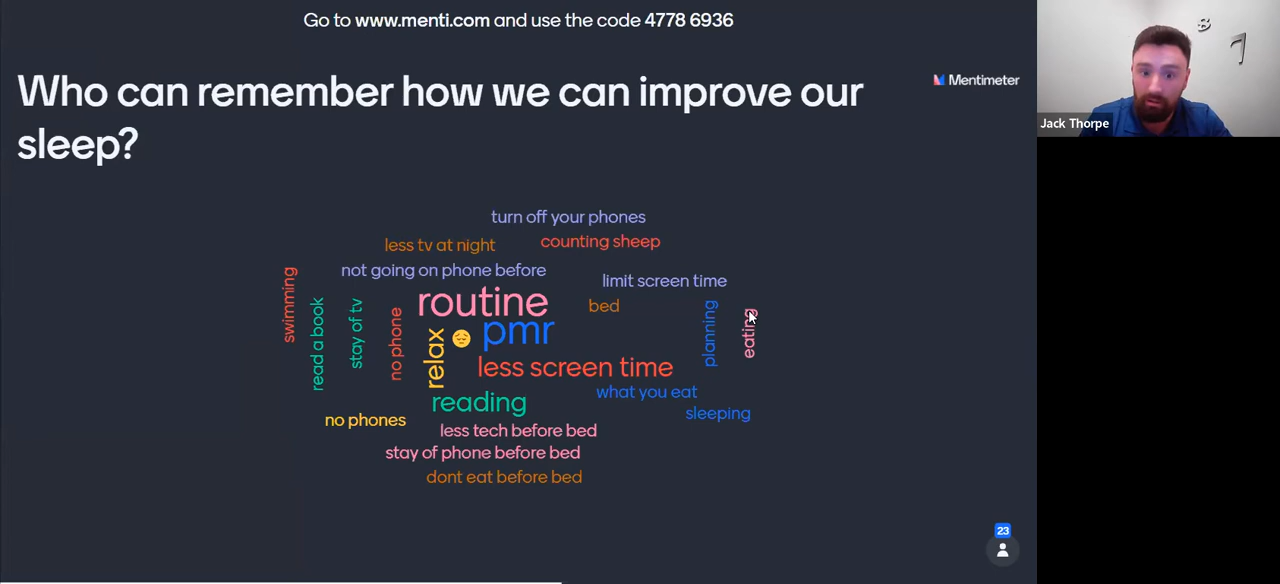 Go to www.menti.com and use the code 4778 6936
Who can remember how we can improve our
sleep?
Mentimeter
Jack Thorpe
turn off your phones
less tv at night
counting sheep
not going on phone before
limit screen time
swimming
read a book
stay of tv
no phone
routine
bed
planning
eating
relax
pmr
less screen time
what you eat
reading
sleeping
no phones
less tech before bed
stay of phone before bed
dont eat before bed
23